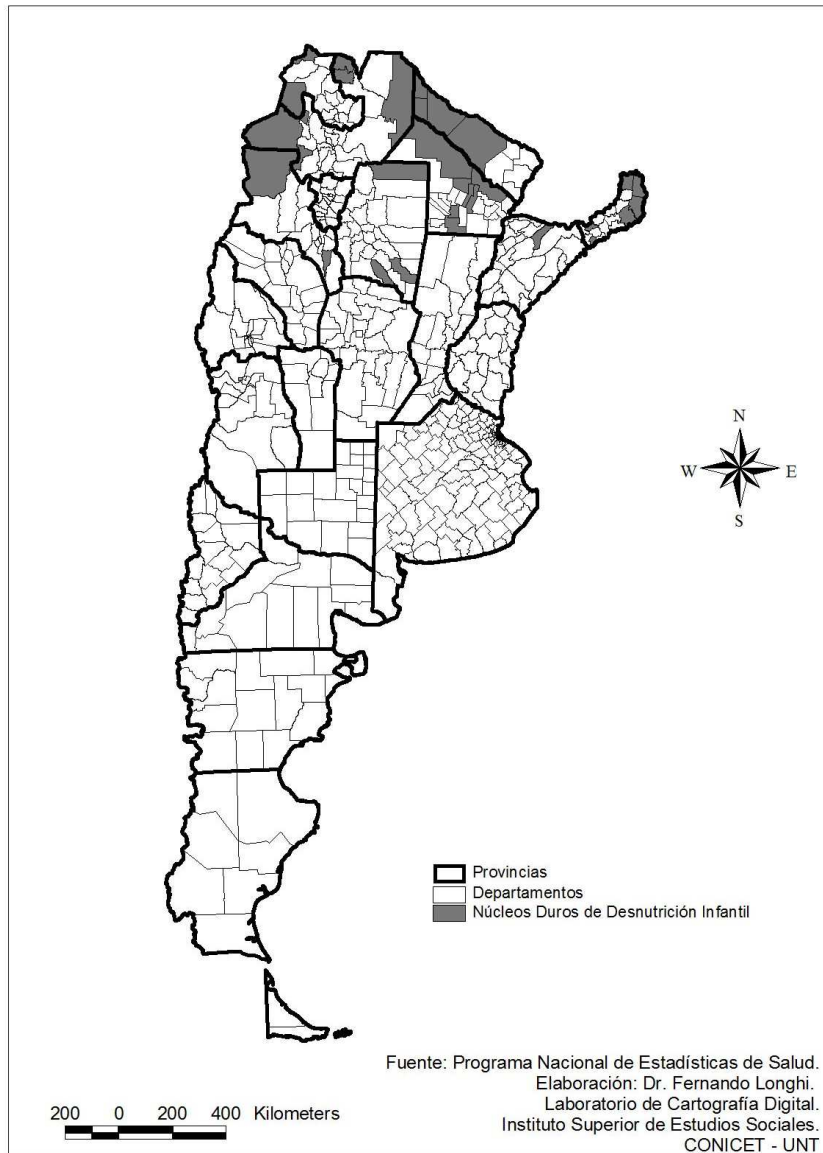 N
W E
S
Provincias
Departamentos
Núcleos Duros de Desnutrición Infantil
Fuente: Programa Nacional de Estadísticas de Salud.
Elaboración: Dr. Fernando Longhi.
Laboratorio de Cartografía Digital.
Instituto Superior de Estudios Sociales.
CONICET - UNT
200 0 200 400 Kilometers